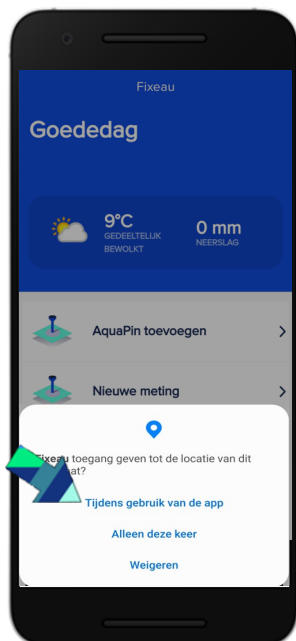 Fixeau
Goededag
9°C
GEDEELTELIJK
BEWOLKT
0 mm
NEERSLAG
AquaPin toevoegen
Nieuwe meting
Fixeau toegang geven tot de locatie van dit
at?
Tijdens gebruik van de app
Alleen deze keer
Weigeren